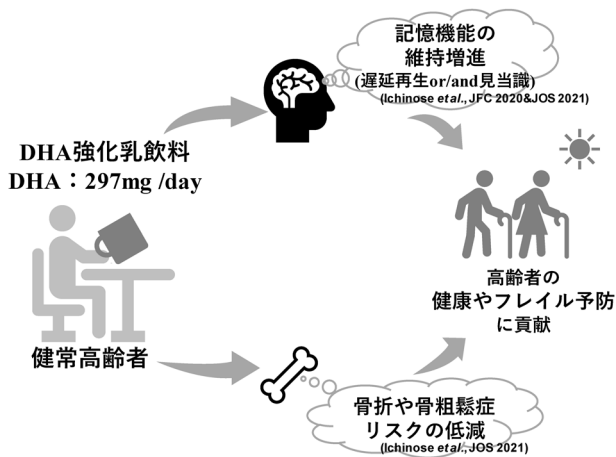 記憶機能の
維持増進
(遅延再生or/and見当識)
(Ichinose et al., JFC 2020&JOS 2021)
DHA強化乳飲料
DHA：297mg /day
健常高齢者
高齢者の
健康やフレイル予防
に貢献
骨折や骨粗鬆症
リスクの低減
(Ichinose et al., JOS 2021)